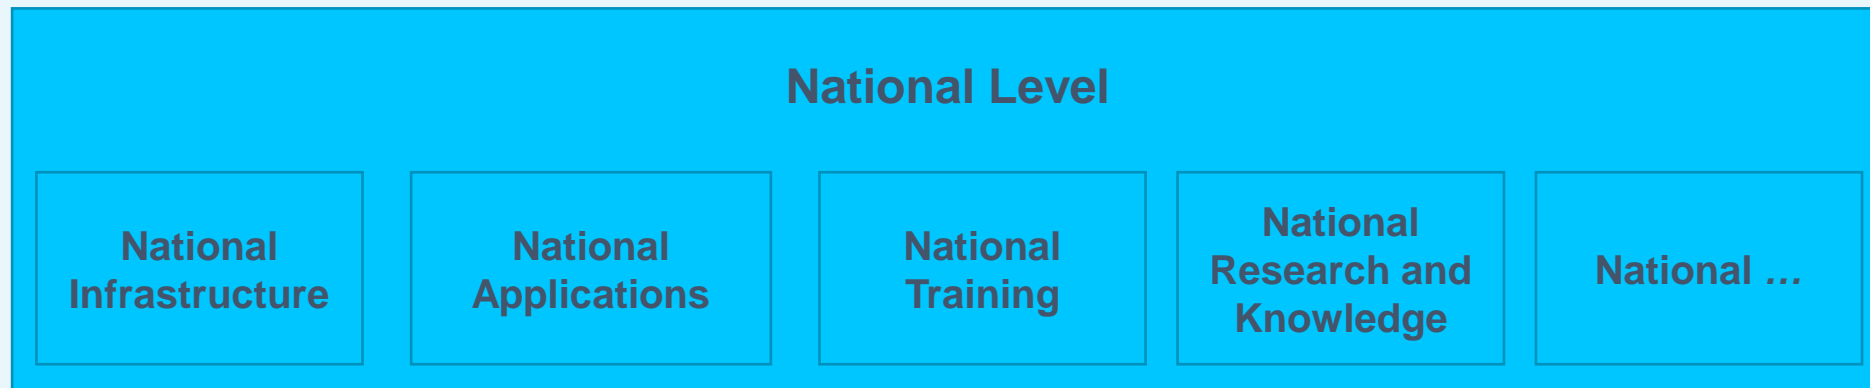 National Level
National
Infrastructure
National
Applications
National
Training
National
Research and
Knowledge
National …